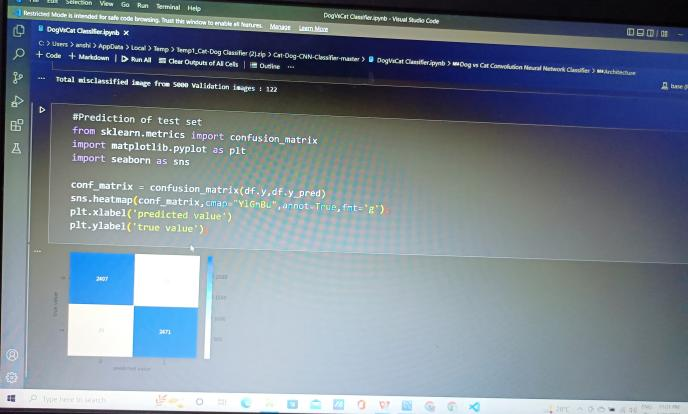 File Edit Selection View Go Run Terminal Help
DogVsCat Classifier.ipynb - Visual Studio Code
Restricted Mode is intended for safe code browsing. Trust this window to enable all features. Manage Learn More
DogVsCat Classifier.ipynb ×
C: > Users > anshi > AppData > Local > Temp > Temp1_Cat-Dog Classifier (2).zip > Cat-Dog-CNN-Classifier-master > DogVsCat Classifier.ipynb > Dog vs Cat Convolution Neural Network Classifier > Architecture
+ Code + Markdown Run All Clear Outputs of All Cells Outline ...
base
... Total misclassified image from 5000 Validation images : 122
#Prediction of test set
from sklearn.metrics import confusion_matrix
import matplotlib.pyplot as plt
import seaborn as sns
conf_matrix = confusion_matrix(df.y,df.y_pred)
sns.heatmap(conf_matrix,cmap="YlGnBu",annot=True,fmt='g');
plt.xlabel('predicted value')
plt.ylabel('true value')
...
2407
2471
true value
predicted value
Type here to search
28°C
ENG